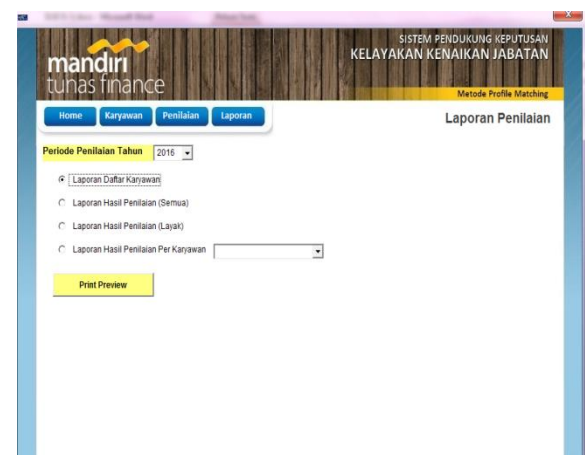 mandiri
tunas finance
SISTEM PENDUKUNG KEPUTUSAN
KELAYAKAN KENAIKAN JABATAN
Metode Profile Matching
Home Karyawan Penilaian Laporan
Laporan Penilaian
Periode Penilaian Tahun 2016
Laporan Daftar Karyawan
Laporan Hasil Penilaian (Semua)
Laporan Hasil Penilaian (Layak)
Laporan Hasil Penilaian Per Karyawan
Print Preview